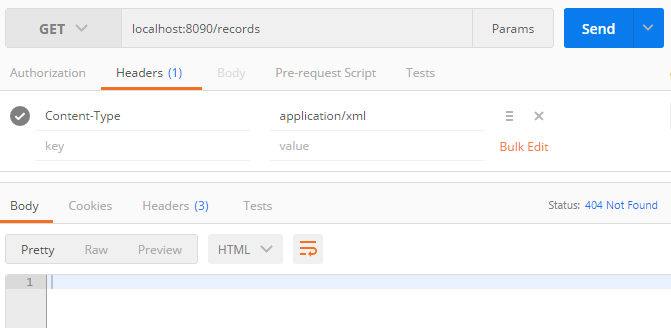 GET localhost:8090/records Params Send
Authorization Headers (1) Body Pre-request Script Tests
Content-Type application/xml
key value Bulk Edit
Body Cookies Headers (3) Tests Status: 404 Not Found
Pretty Raw Preview HTML
1